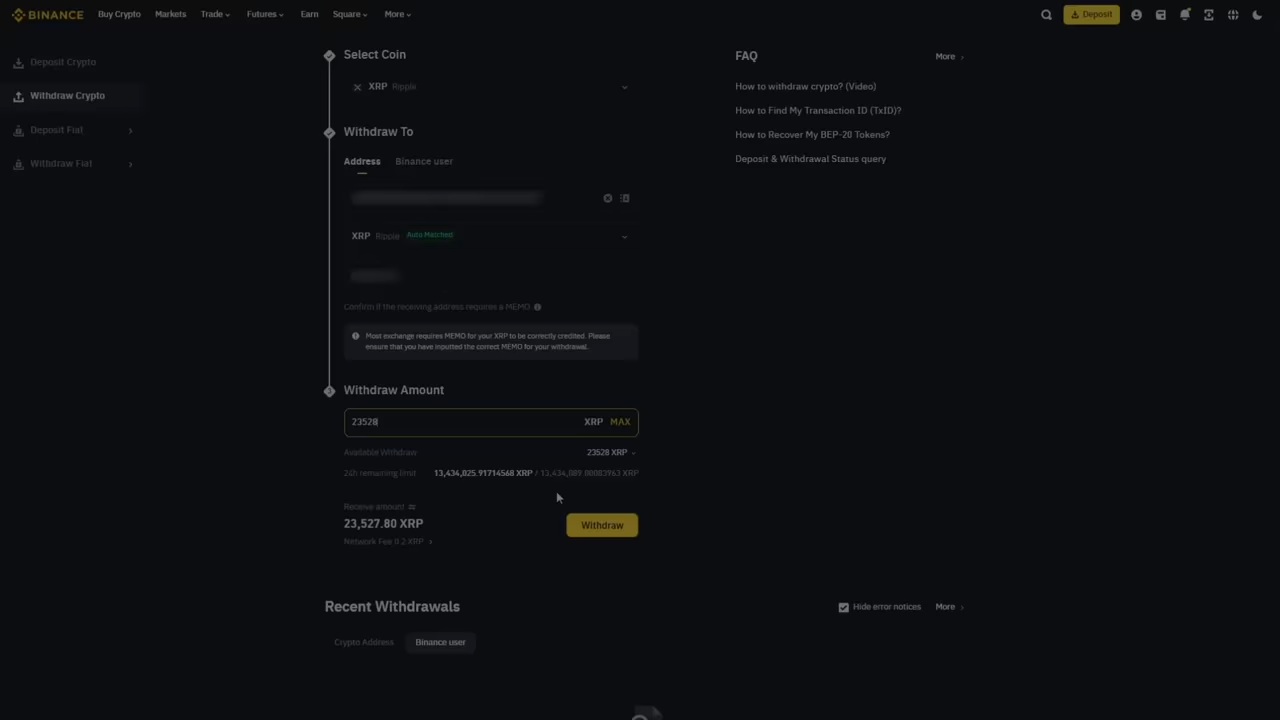 BINANCE Buy Crypto Markets Trade Futures Earn Square More Deposit
Deposit Crypto
Withdraw Crypto
Deposit Fiat
Withdraw Fiat
Select Coin
XRP Ripple
Withdraw To
Address Binance user
XRP Ripple Auto Matched
Confirm if the receiving address requires a MEMO.
Most exchange requires MEMO for your XRP to be correctly credited. Please
ensure that you have inputted the correct MEMO for your withdrawal.
3 Withdraw Amount
23528 XRP MAX
Available Withdraw 23528 XRP
24h remaining limit 13,434,025.91714568 XRP / 13,434,089.00083963 XRP
Receive amount
23,527.80 XRP
Network Fee 0.2 XRP
Withdraw
FAQ More
How to withdraw crypto? (Video)
How to Find My Transaction ID (TxID)?
How to Recover My BEP-20 Tokens?
Deposit & Withdrawal Status query
Recent Withdrawals Hide error notices More
Crypto Address Binance user